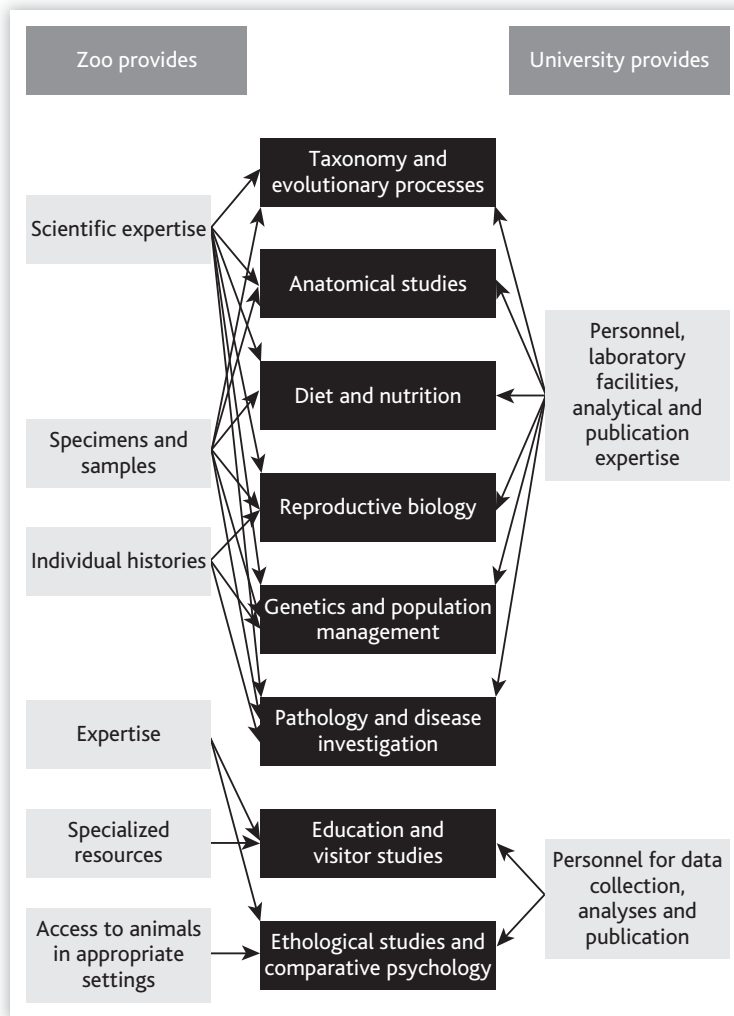 Zoo provides
University provides
Scientific expertise
Specimens and
samples
Individual histories
Expertise
Specialized
resources
Access to animals
in appropriate
settings
Taxonomy and
evolutionary processes
Anatomical studies
Diet and nutrition
Reproductive biology
Genetics and population
management
Pathology and disease
investigation
Education and
visitor studies
Ethological studies and
comparative psychology
Personnel,
laboratory
facilities,
analytical and
publication
expertise
Personnel for data
collection,
analyses and
publication